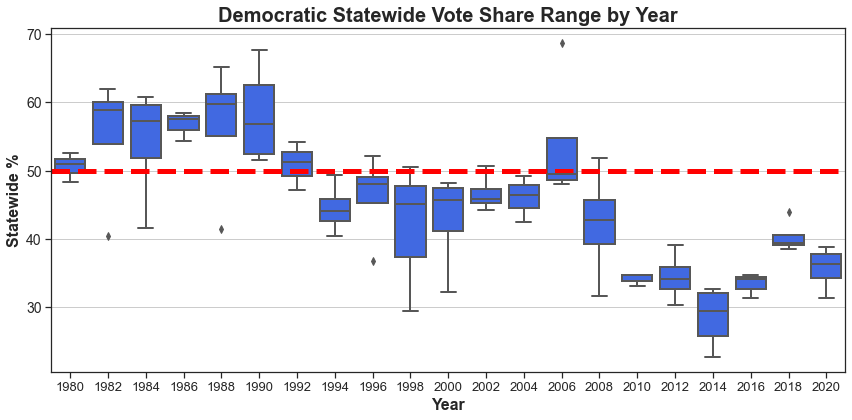 Democratic Statewide Vote Share Range by Year
70
60
50
40
30
Statewide %
1980 1982 1984 1986 1988 1990 1992 1994 1996 1998 2000 2002 2004 2006 2008 2010 2012 2014 2016 2018 2020
Year